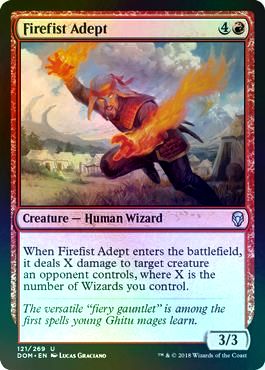 Firefist Adept 4
Creature — Human Wizard
When Firefist Adept enters the battlefield,
it deals X damage to target creature
an opponent controls, where X is
the number of Wizards you control.
The versatile “fiery gauntlet” is among the
first spells young Ghitu mages learn.
3/3
121/269 U
DOM • EN Lucas Graciano ™ & © 2018 Wizards of the Coast